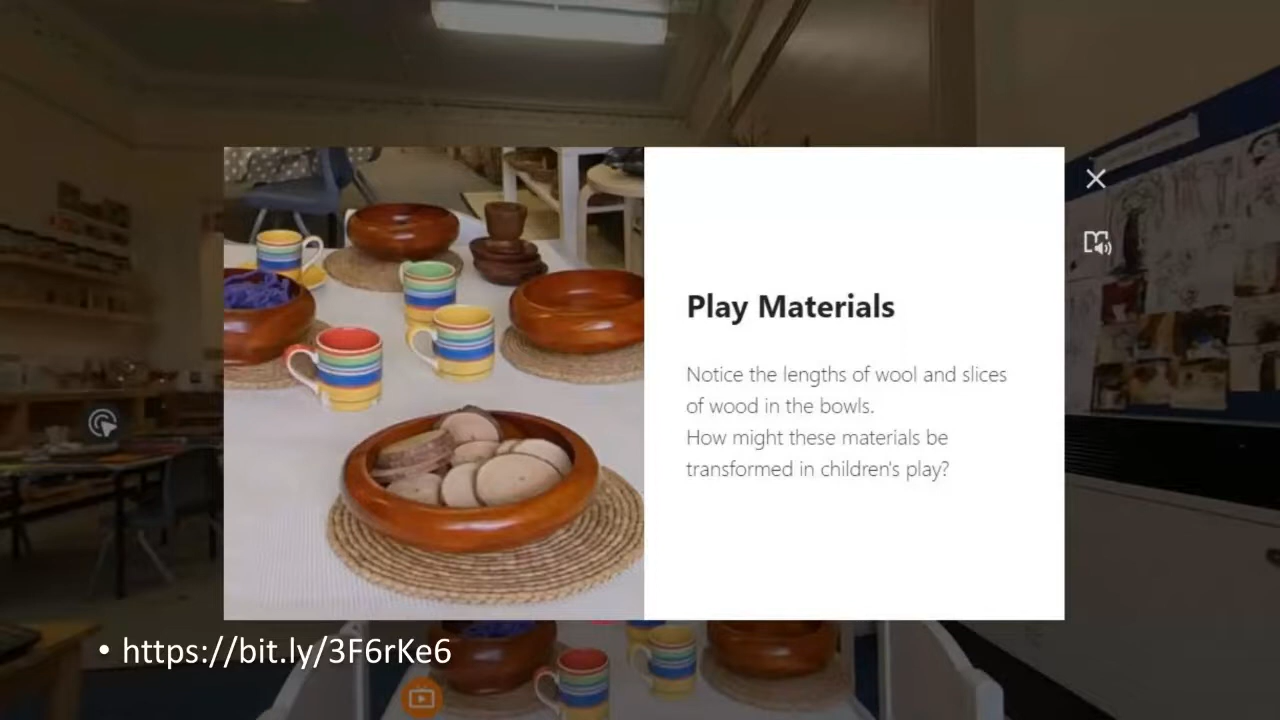 Play Materials
Notice the lengths of wool and slices
of wood in the bowls.
How might these materials be
transformed in children's play?
• https://bit.ly/3F6rKe6